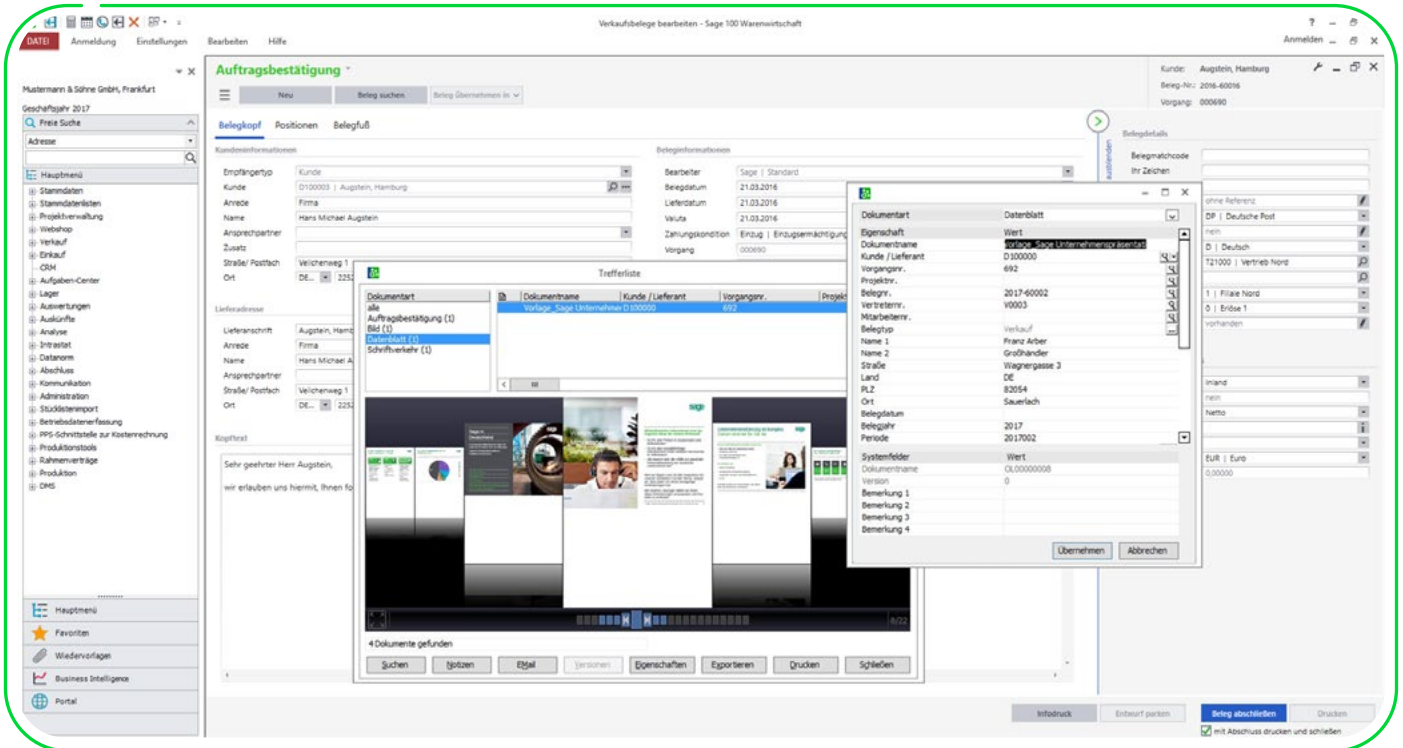 Verkaufsbelege bearbeiten - Sage 100 Warenwirtschaft
DATEI Anmeldung Einstellungen Bearbeiten Hilfe
Anmelden
Mustermann & Söhne GmbH, Frankfurt
Geschäftsjahr 2017
Freie Suche
Adresse
Hauptmenü
Stammdaten
Stammdatenlisten
Projektverwaltung
Webshop
Verkauf
Einkauf
CRM
Aufgaben-Center
Lager
Auswertungen
Auskünfte
Analyse
Intrastat
Datanorm
Abschluss
Kommunikation
Administration
Stücklistenimport
Betriebsdatenerfassung
PPS-Schnittstelle zur Kostenrechnung
Produktionstools
Rahmenverträge
Produktion
DMS
Hauptmenü
Favoriten
Wiedervorlagen
Business Intelligence
Portal
Auftragsbestätigung
Neu Beleg suchen Beleg übernehmen in
Kunde: Augstein, Hamburg
Beleg-Nr.: 2016-60016
Vorgang: 000690
Belegkopf Positionen Belegfuß
Kundeninformationen
Empfängertyp Kunde
Kunde D100003 | Augstein, Hamburg
Anrede Firma
Name Hans Michael Augstein
Ansprechpartner
Zusatz
Straße/ Postfach Veilchenweg 1
Ort DE... 2252
Lieferadresse
Lieferanschrift Augstein, Hamb
Anrede Firma
Name Hans Michael A
Ansprechpartner
Straße/ Postfach Veilchenweg 1
Ort DE... 2252
Kopftext
Sehr geehrter Herr Augstein,
wir erlauben uns hiermit, Ihnen fo
Beleginformationen
Bearbeiter Sage | Standard
Belegdatum 21.03.2016
Lieferdatum 21.03.2016
Valuta 21.03.2016
Zahlungskondition Einzug | Einzugsermächtigung
Vorgang 000690
ausblenden
Belegdetails
Belegmatchcode
Ihr Zeichen
ohne Referenz
DP | Deutsche Post
nein
D | Deutsch
T21000 | Vertrieb Nord
1 | Filiale Nord
0 | Erlöse 1
vorhanden
Inland
nein
Netto
EUR | Euro
0,00000
Trefferliste
Dokumentart
alle
Auftragsbestätigung (1)
Bild (1)
Datenblatt (1)
Schriftverkehr (1)
Dokumentname Kunde / Lieferant Vorgangsnr. Projekt
Vorlage_Sage Unternehmer D100000 692
sage
Sage in
Deutschland
6/22
4 Dokumente gefunden
Suchen Notizen EMail Versionen Eigenschaften Exportieren Drucken Schließen
Dokumentart Datenblatt
Eigenschaft Wert
Dokumentname Vorlage_Sage Unternehmenspräsentati
Kunde / Lieferant D100000
Vorgangsnr. 692
Projektnr.
Belegnr. 2017-60002
Vertreternr. V0003
Mitarbeiternr.
Belegtyp Verkauf
Name 1 Franz Arber
Name 2 Großhändler
Straße Wagnergasse 3
Land DE
PLZ 82054
Ort Sauerlach
Belegdatum
Belegjahr 2017
Periode 2017002
Systemfelder Wert
Dokumentname OL00000008
Version 0
Bemerkung 1
Bemerkung 2
Bemerkung 3
Bemerkung 4
Übernehmen Abbrechen
Infodruck Entwurf parken Beleg abschließen Drucken
mit Abschluss drucken und schließen